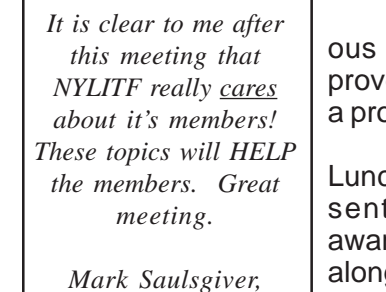 It is clear to me after
this meeting that
NYLITF really cares
about it's members!
These topics will HELP
the members. Great
meeting.
Mark Saulsgiver,
ous
prov
a pro
Lunc
sent
awar
along